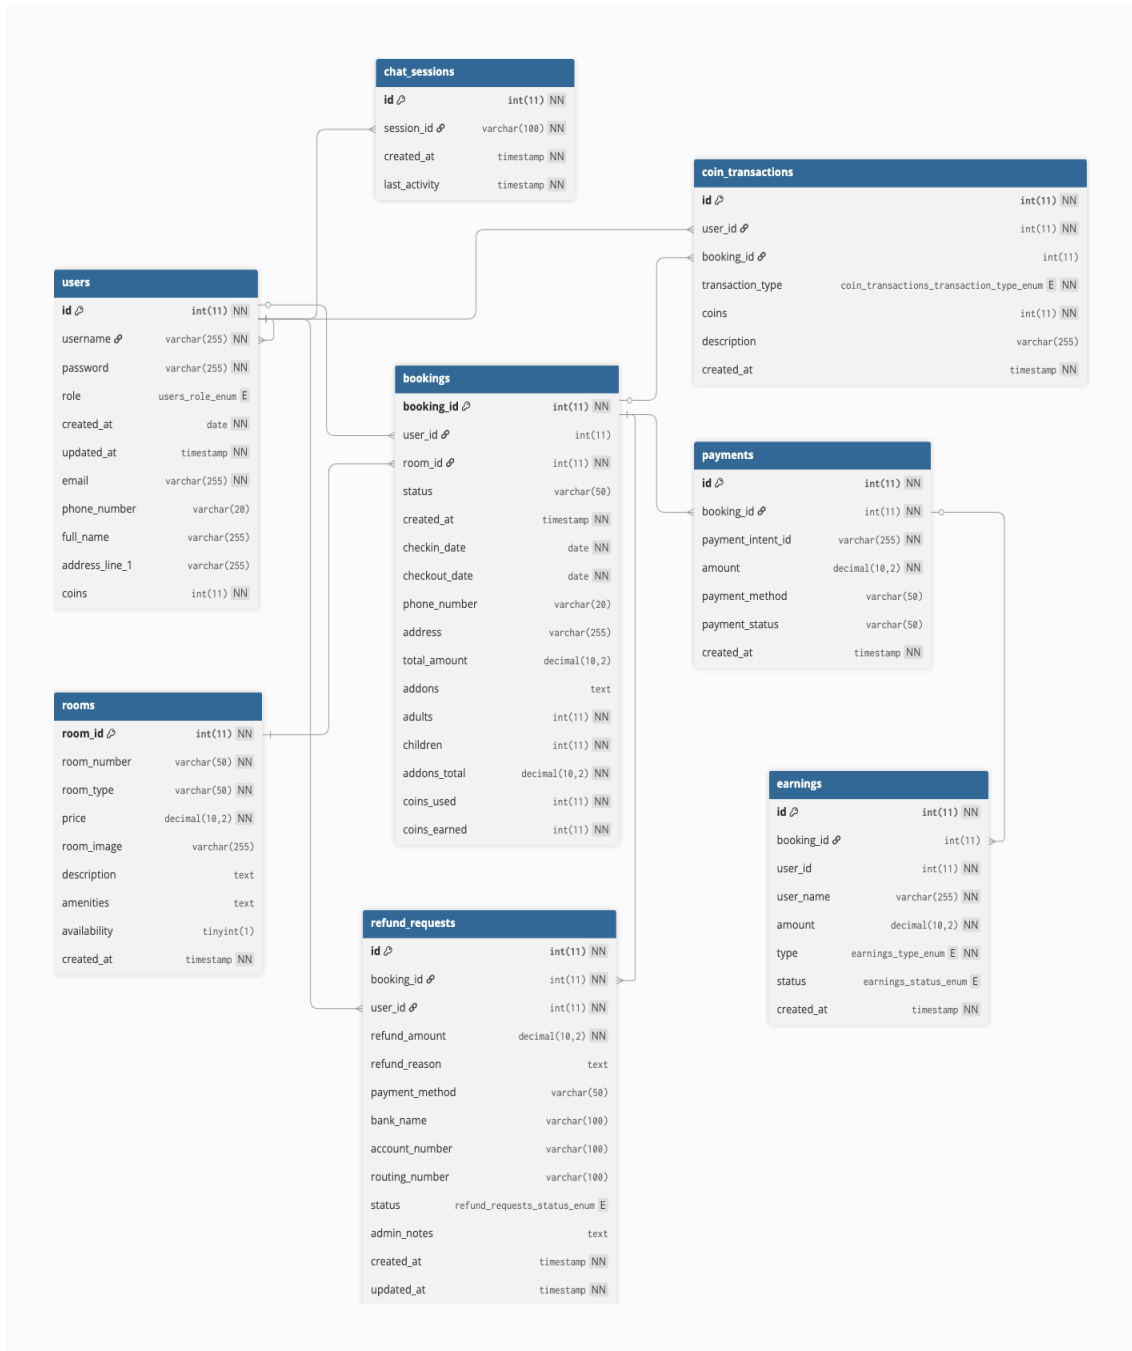 chat_sessions
id int(11) NN
session_id varchar(100) NN
created_at timestamp NN
last_activity timestamp NN
coin_transactions
id int(11) NN
user_id int(11) NN
booking_id int(11)
transaction_type coin_transactions_transaction_type_enum E NN
coins int(11) NN
description varchar(255)
created_at timestamp NN
users
id int(11) NN
username varchar(255) NN
password varchar(255) NN
role users_role_enum E
created_at date NN
updated_at timestamp NN
email varchar(255) NN
phone_number varchar(20)
full_name varchar(255)
address_line_1 varchar(255)
coins int(11) NN
bookings
booking_id int(11) NN
user_id int(11)
room_id int(11) NN
status varchar(50)
created_at timestamp NN
checkin_date date NN
checkout_date date NN
phone_number varchar(20)
address varchar(255)
total_amount decimal(10,2)
addons text
adults int(11) NN
children int(11) NN
addons_total decimal(10,2) NN
coins_used int(11) NN
coins_earned int(11) NN
payments
id int(11) NN
booking_id int(11) NN
payment_intent_id varchar(255) NN
amount decimal(10,2) NN
payment_method varchar(50)
payment_status varchar(50)
created_at timestamp NN
rooms
room_id int(11) NN
room_number varchar(50) NN
room_type varchar(50) NN
price decimal(10,2) NN
room_image varchar(255)
description text
amenities text
availability tinyint(1)
created_at timestamp NN
earnings
id int(11) NN
booking_id int(11)
user_id int(11) NN
user_name varchar(255) NN
amount decimal(10,2) NN
type earnings_type_enum E NN
status earnings_status_enum E
created_at timestamp NN
refund_requests
id int(11) NN
booking_id int(11) NN
user_id int(11) NN
refund_amount decimal(10,2) NN
refund_reason text
payment_method varchar(50)
bank_name varchar(100)
account_number varchar(100)
routing_number varchar(100)
status refund_requests_status_enum E
admin_notes text
created_at timestamp NN
updated_at timestamp NN